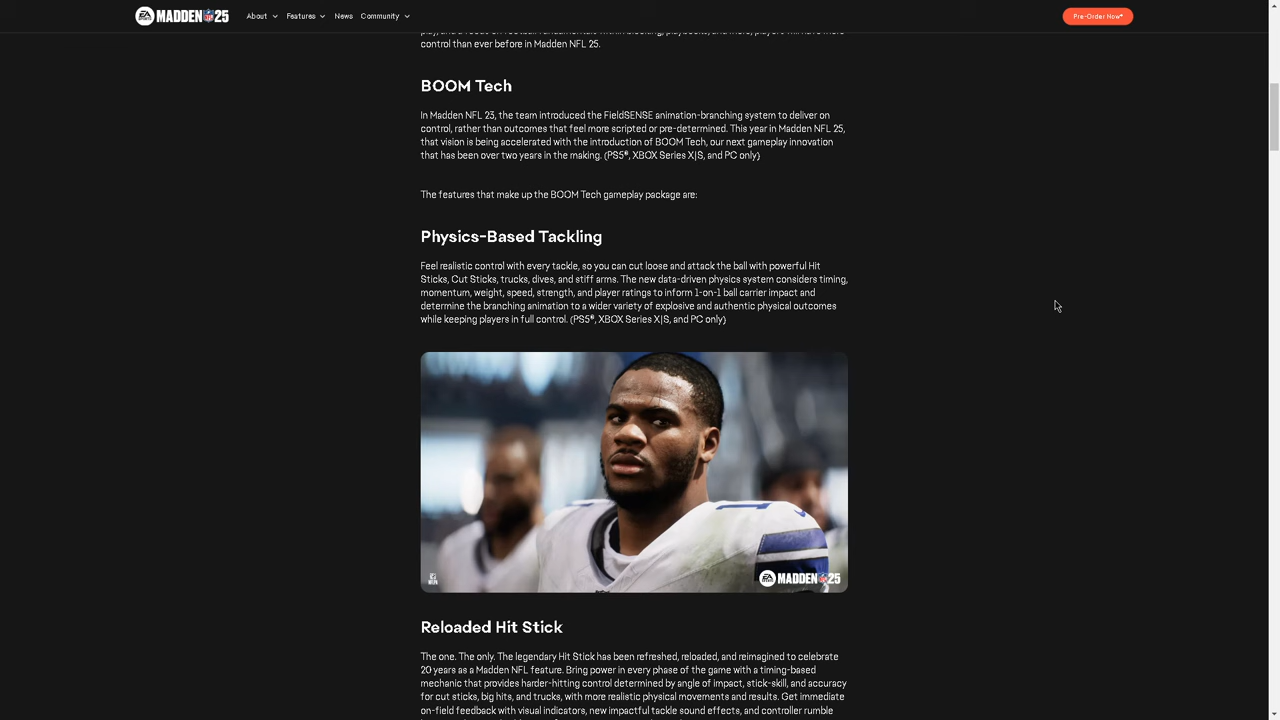 EA SPORTS MADDEN NFL 25 About Features News Community Pre-Order Now*
control than ever before in Madden NFL 25.
BOOM Tech
In Madden NFL 23, the team introduced the FieldSENSE animation-branching system to deliver on
control, rather than outcomes that feel more scripted or pre-determined. This year in Madden NFL 25,
that vision is being accelerated with the introduction of BOOM Tech, our next gameplay innovation
that has been over two years in the making. (PS5®, XBOX Series X|S, and PC only)
The features that make up the BOOM Tech gameplay package are:
Physics-Based Tackling
Feel realistic control with every tackle, so you can cut loose and attack the ball with powerful Hit
Sticks, Cut Sticks, trucks, dives, and stiff arms. The new data-driven physics system considers timing,
momentum, weight, speed, strength, and player ratings to inform 1-on-1 ball carrier impact and
determine the branching animation to a wider variety of explosive and authentic physical outcomes
while keeping players in full control. (PS5®, XBOX Series X|S, and PC only)
NFLPA
EA SPORTS MADDEN NFL 25
Reloaded Hit Stick
The one. The only. The legendary Hit Stick has been refreshed, reloaded, and reimagined to celebrate
20 years as a Madden NFL feature. Bring power in every phase of the game with a timing-based
mechanic that provides harder-hitting control determined by angle of impact, stick-skill, and accuracy
for cut sticks, big hits, and trucks, with more realistic physical movements and results. Get immediate
on-field feedback with visual indicators, new impactful tackle sound effects, and controller rumble